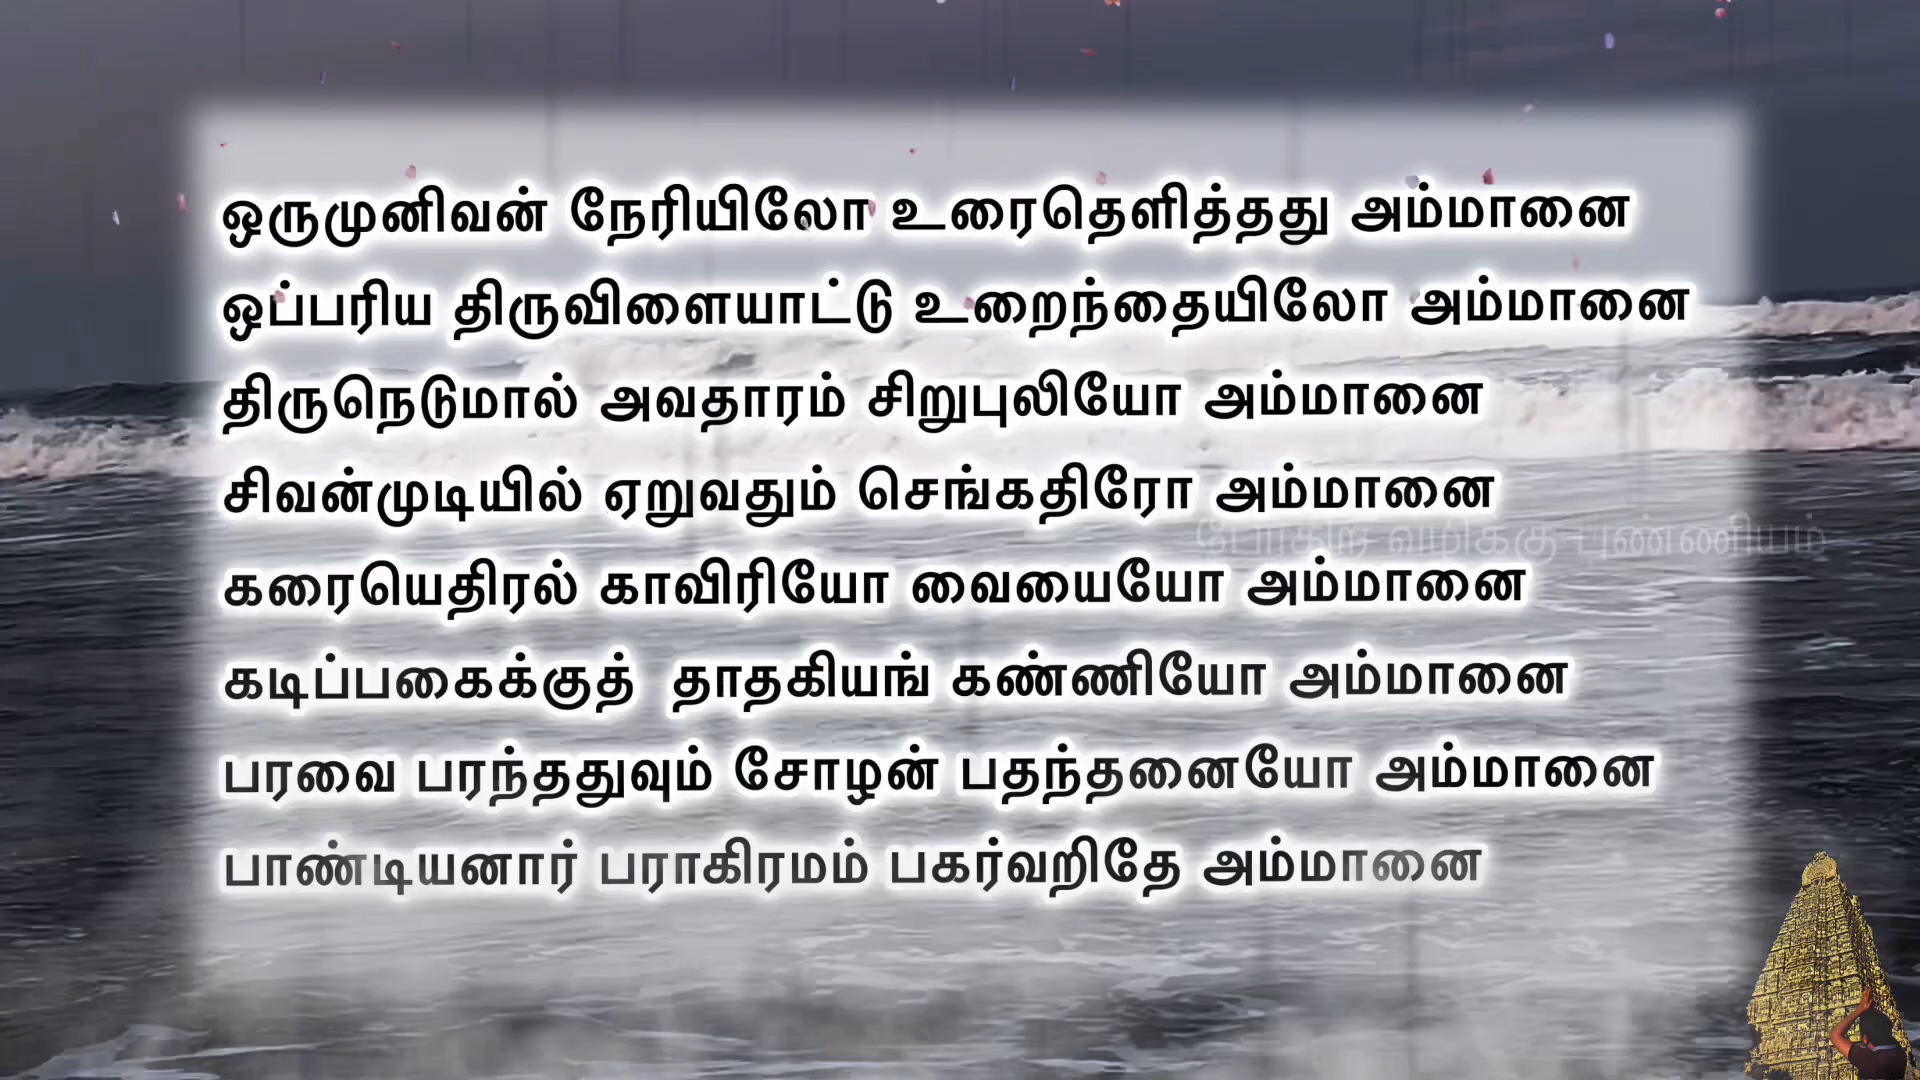 ஒருமுனிவன் நேரியிலோ உரைதெளித்தது அம்மானை
ஒப்பரிய திருவிளையாட்டு உறைந்தையிலோ அம்மானை
திருநெடுமால் அவதாரம் சிறுபுலியோ அம்மானை
சிவன்முடியில் ஏறுவதும் செங்கதிரோ அம்மானை
போகிற வழிக்கு புண்ணியம்
கரையெதிரல் காவிரியோ வையையோ அம்மானை
கடிப்பகைக்குத் தாதகியங் கண்ணியோ அம்மானை
பரவை பரந்ததுவும் சோழன் பதந்தனையோ அம்மானை
பாண்டியனார் பராகிரமம் பகர்வறிதே அம்மானை